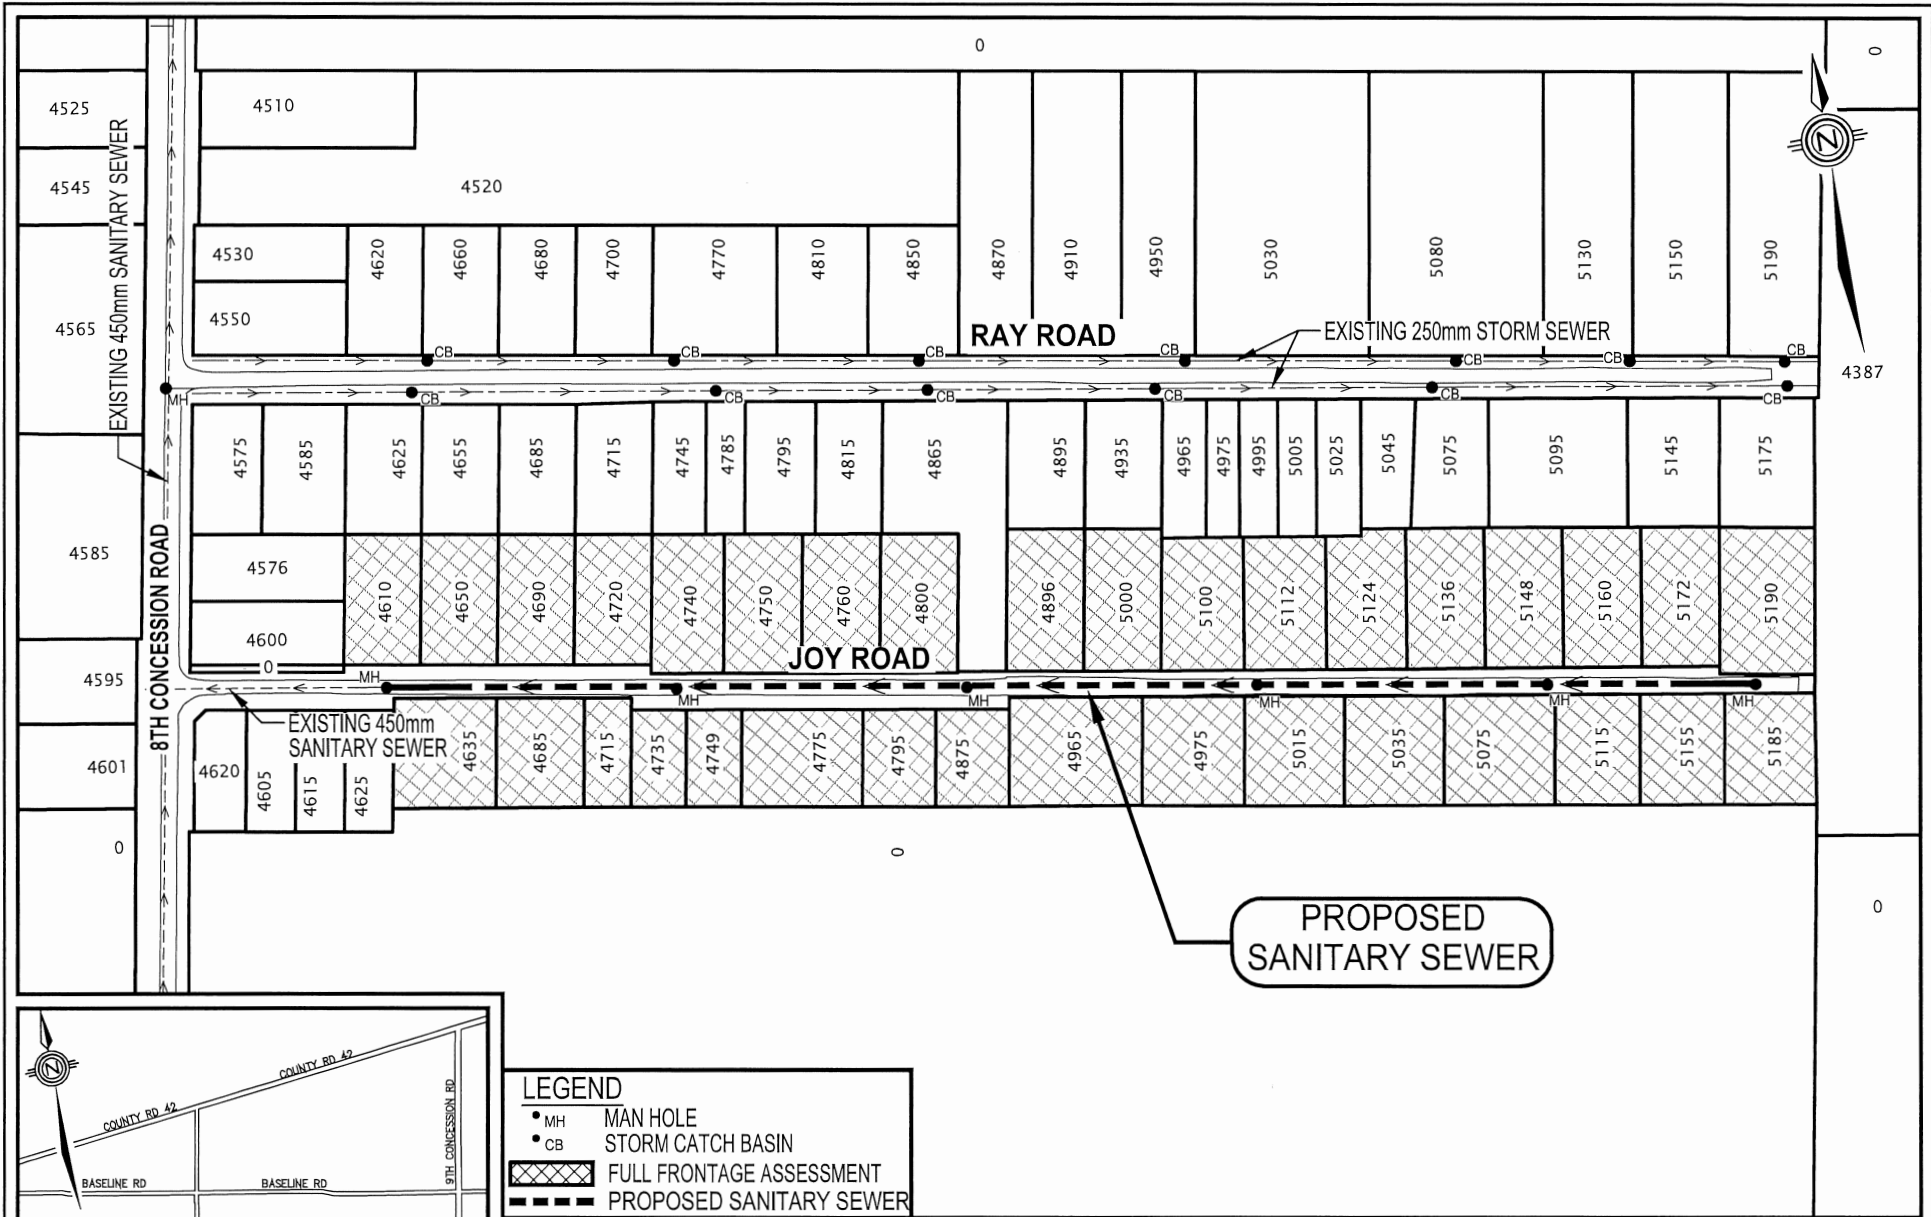 0
0
4525
4510
4545
4520
EXISTING 450mm SANITARY SEWER
4530
4550
4565
4620
4660
4680
4700
4770
4810
4850
4870
4910
4950
5030
5080
5130
5150
5190
N
RAY ROAD
EXISTING 250mm STORM SEWER
CB
CB
CB
CB
CB
CB
CB
4387
MH
CB
CB
CB
CB
CB
CB
4575
4585
4625
4655
4685
4715
4745
4785
4795
4815
4865
4895
4935
4965
4975
4995
5005
5025
5045
5075
5095
5145
5175
4585
8TH CONCESSION ROAD
4576
4600
0
4610
4650
4690
4720
4740
4750
4760
4800
4896
5000
5100
5112
5124
5136
5148
5160
5172
5190
JOY ROAD
4595
MH
MH
MH
MH
MH
MH
EXISTING 450mm
SANITARY SEWER
4601
4620
4605
4615
4625
4635
4685
4715
4735
4749
4775
4795
4875
4965
4975
5015
5035
5075
5115
5155
5185
0
0
0
PROPOSED
SANITARY SEWER
N
COUNTY RD 42
COUNTY RD 42
9TH CONCESSION RD
BASELINE RD
BASELINE RD
LEGEND
MH MAN HOLE
CB STORM CATCH BASIN
FULL FRONTAGE ASSESSMENT
PROPOSED SANITARY SEWER